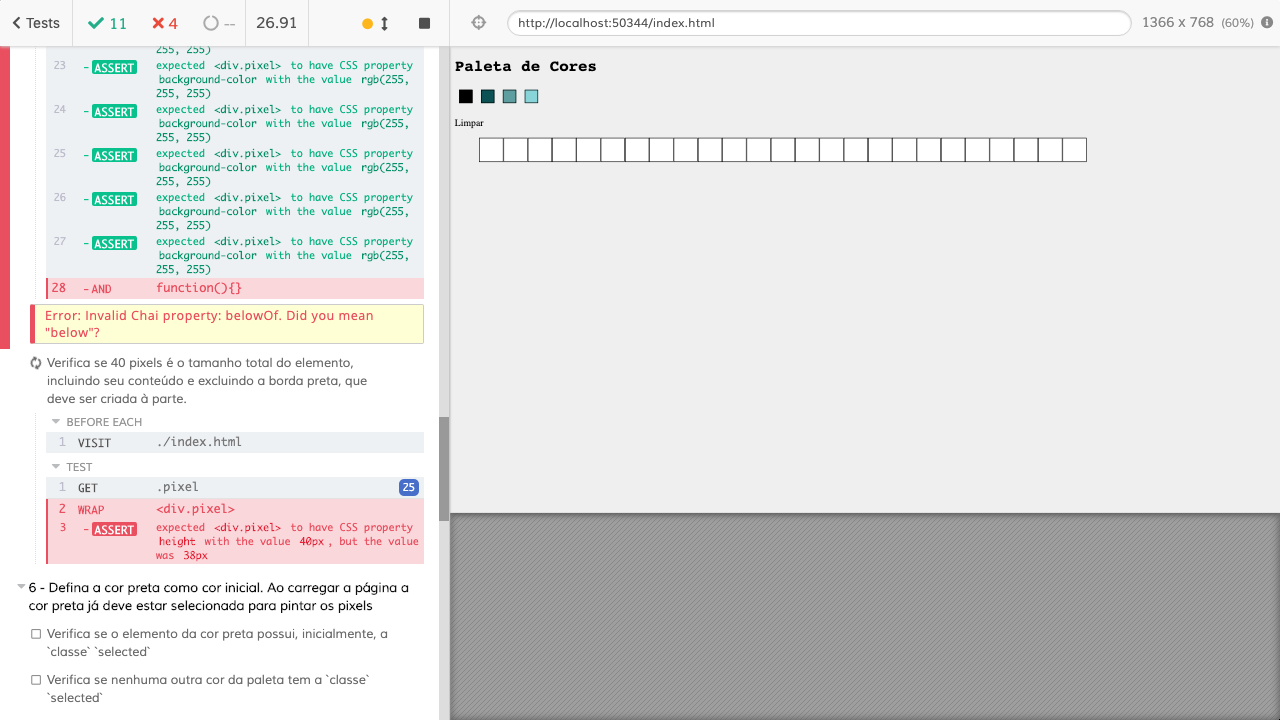 Tests
11
4
--
26.91
http://localhost:50344/index.html
1366 x 768 (60%)
255, 255)
23 - ASSERT expected <div.pixel> to have CSS property
background-color with the value rgb(255,
255, 255)
24 - ASSERT expected <div.pixel> to have CSS property
background-color with the value rgb(255,
255, 255)
25 - ASSERT expected <div.pixel> to have CSS property
background-color with the value rgb(255,
255, 255)
26 - ASSERT expected <div.pixel> to have CSS property
background-color with the value rgb(255,
255, 255)
27 - ASSERT expected <div.pixel> to have CSS property
background-color with the value rgb(255,
255, 255)
28 - AND function(){}
Error: Invalid Chai property: belowOf. Did you mean
"below"?
Verifica se 40 pixels é o tamanho total do elemento,
incluindo seu conteúdo e excluindo a borda preta, que
deve ser criada à parte.
BEFORE EACH
1 VISIT ./index.html
TEST
1 GET .pixel 25
2 WRAP <div.pixel>
3 - ASSERT expected <div.pixel> to have CSS property
height with the value 40px, but the value
was 38px
6 - Defina a cor preta como cor inicial. Ao carregar a página a
cor preta já deve estar selecionada para pintar os pixels
Verifica se o elemento da cor preta possui, inicialmente, a
`classe` `selected`
Verifica se nenhuma outra cor da paleta tem a `classe`
`selected`
Paleta de Cores
Limpar